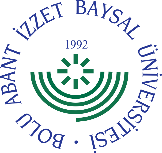 BOLU ABANT İZZET BAYSAL ÜNİVERSİTESİ
1992